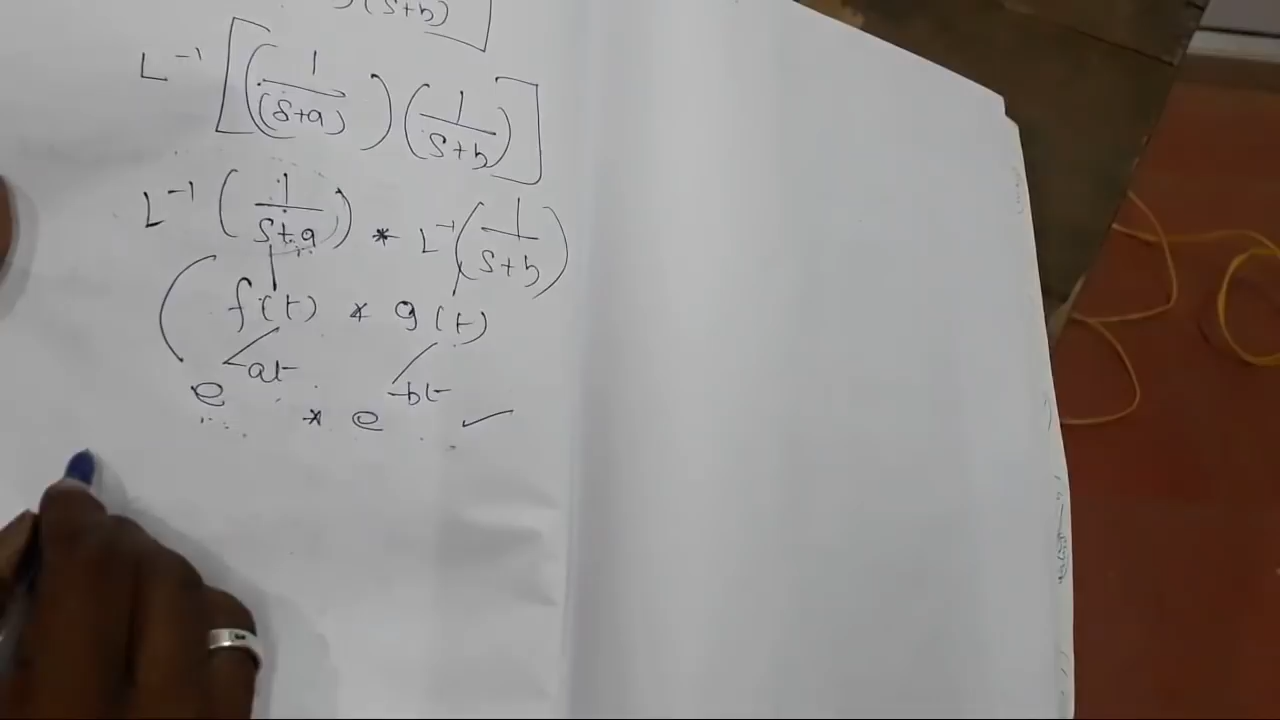 (s+b) ]
L⁻¹ [ ( 1/(s+a) ) ( 1/s+b ) ]
L⁻¹ ( 1/s+a ) * L⁻¹ ( 1/s+b )
( f(t) * g(t)
e^-at * e^-bt ✓